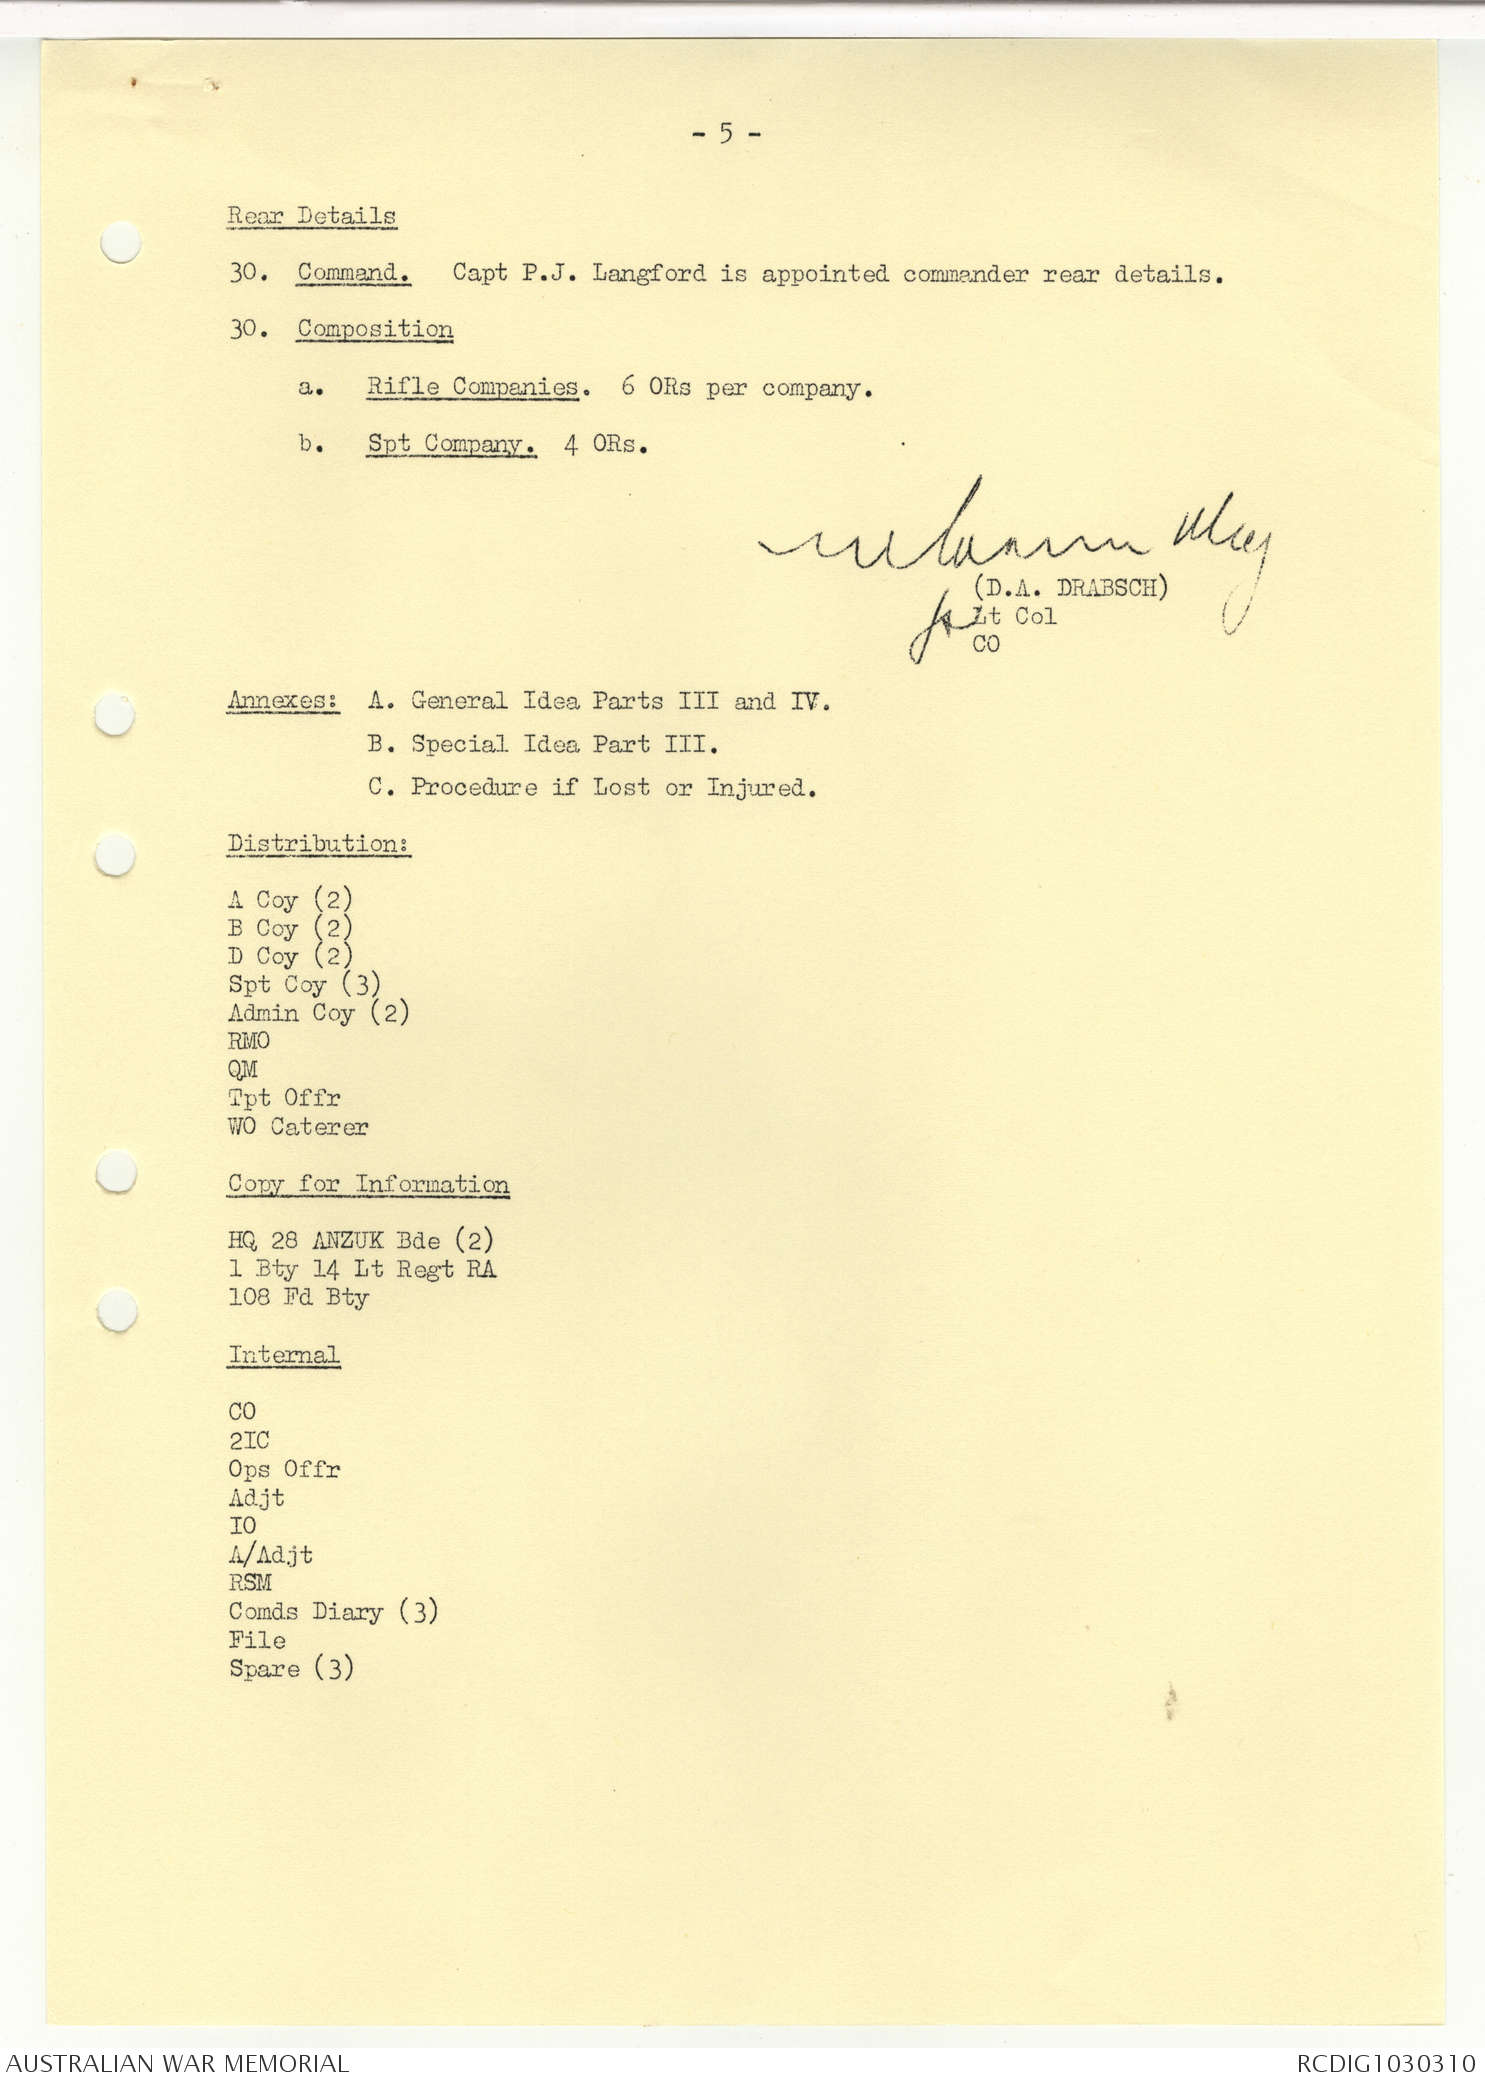 - 5 -
Rear Details
30. Command. Capt P.J. Langford is appointed commander rear details.
30. Composition
a. Rifle Companies. 6 ORs per company.
b. Spt Company. 4 ORs.
Maj
(D.A. DRABSCH)
for Lt Col
CO
Annexes: A. General Idea Parts III and IV.
B. Special Idea Part III.
C. Procedure if Lost or Injured.
Distribution:
A Coy (2)
B Coy (2)
D Coy (2)
Spt Coy (3)
Admin Coy (2)
RMO
QM
Tpt Offr
WO Caterer
Copy for Information
HQ 28 ANZUK Bde (2)
1 Bty 14 Lt Regt RA
108 Fd Bty
Internal
CO
2IC
Ops Offr
Adjt
IO
A/Adjt
RSM
Comds Diary (3)
File
Spare (3)
AUSTRALIAN WAR MEMORIAL
RCDIG1030310